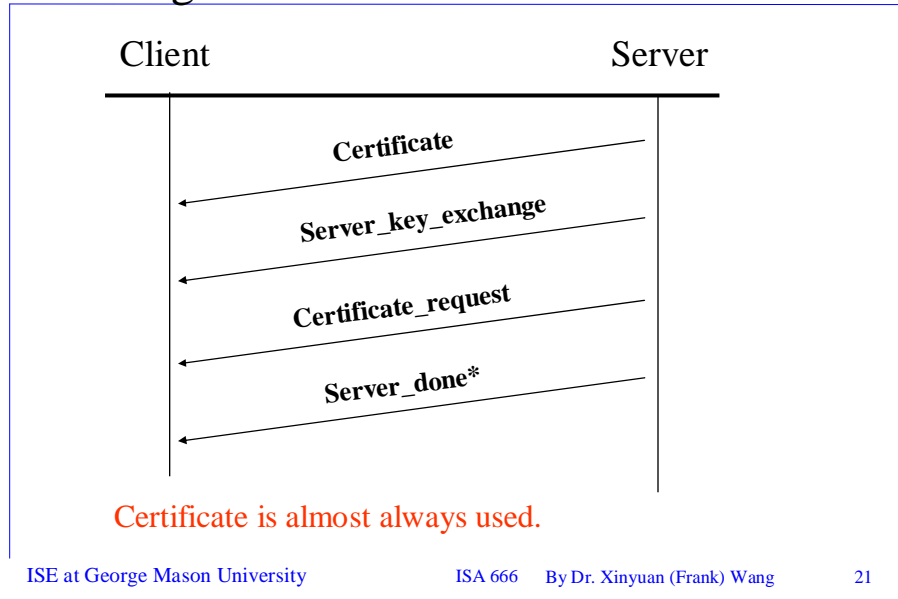 Client Server
Certificate
Server_key_exchange
Certificate_request
Server_done*
Certificate is almost always used.
ISE at George Mason University ISA 666 By Dr. Xinyuan (Frank) Wang 21